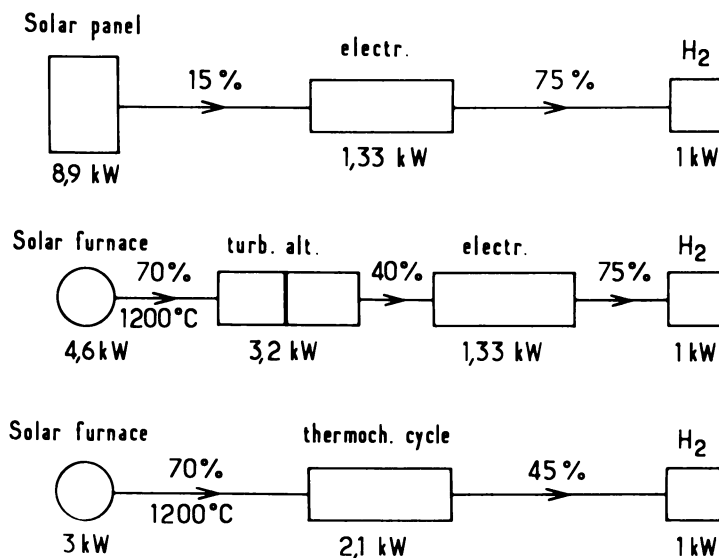 Solar panel
electr.
H2
15 %
75 %
8,9 kW
1,33 kW
1 kW
Solar furnace
turb. alt.
electr.
H2
70%
40%
75%
1200°C
4,6 kW
3,2 kW
1,33 kW
1 kW
Solar furnace
thermoch. cycle
H2
70%
45 %
1200°C
3 kW
2,1 kW
1 kW